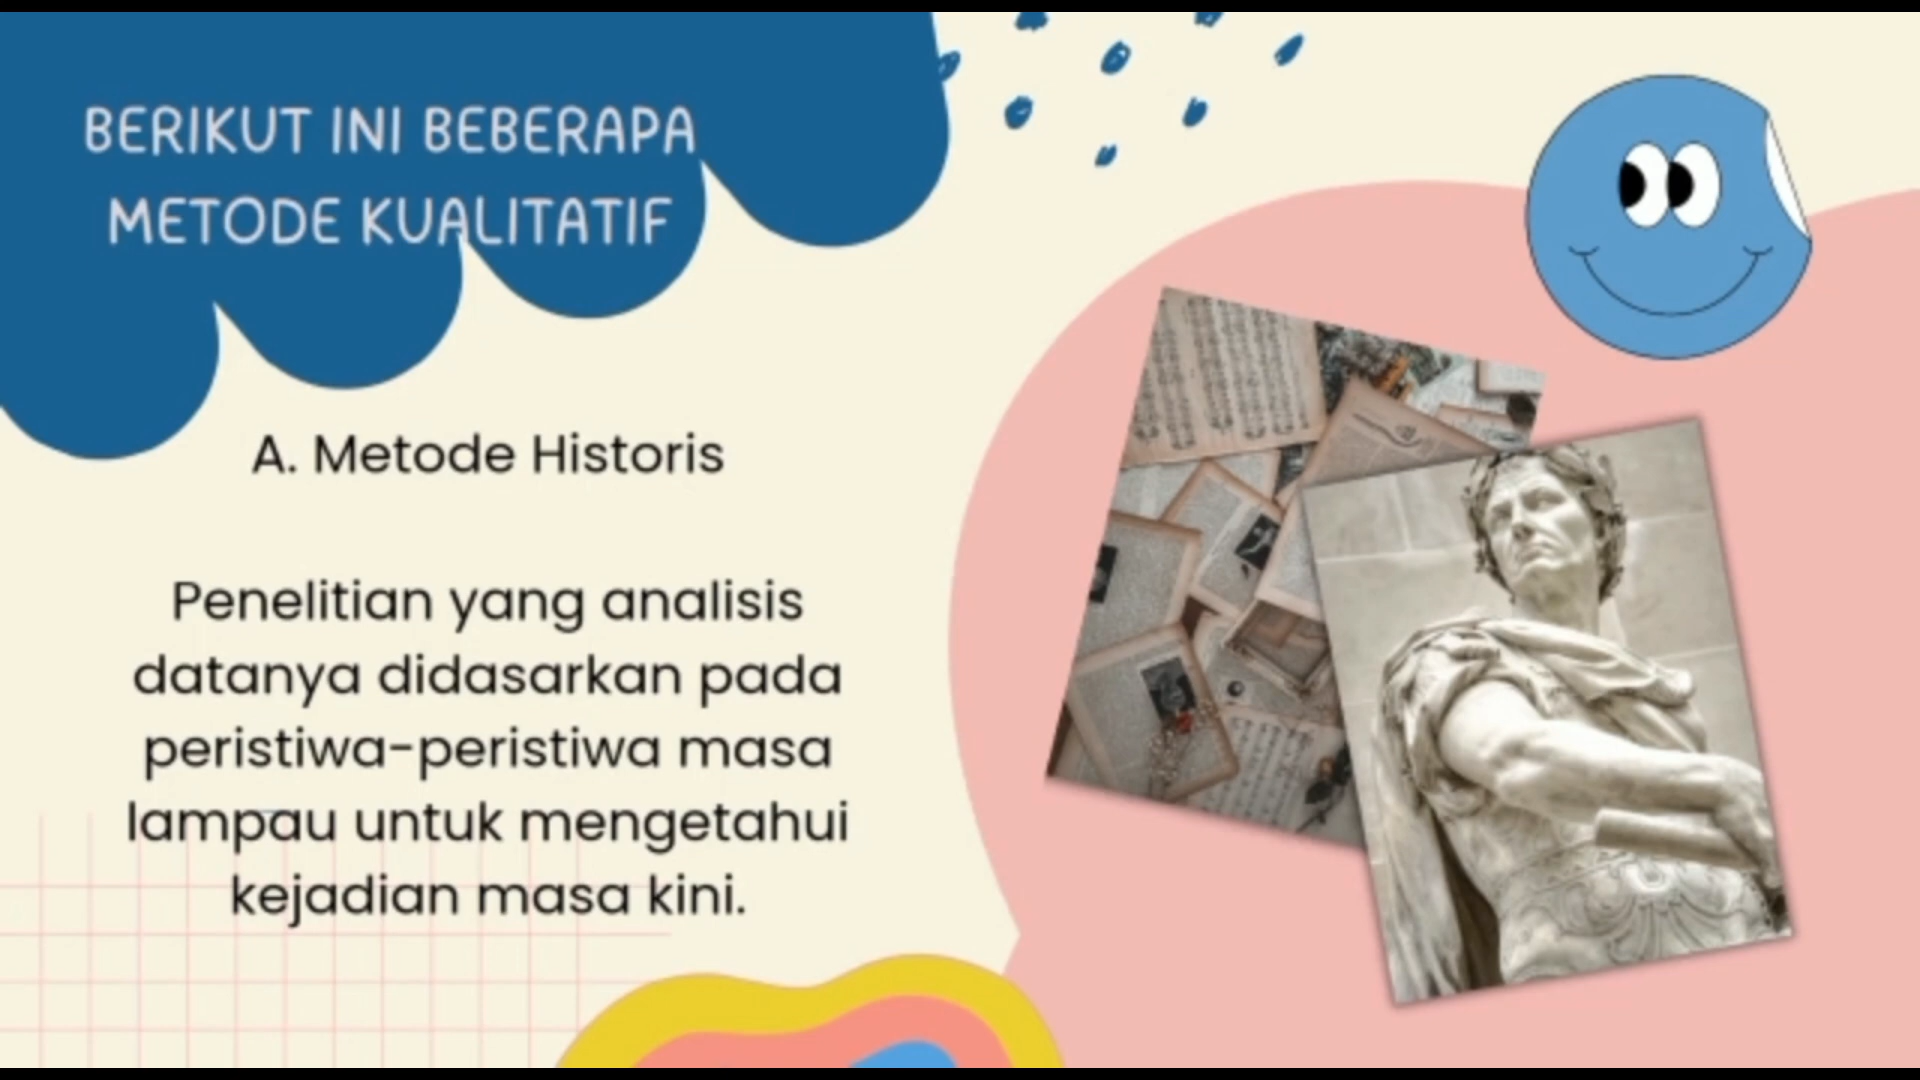 BERIKUT INI BEBERAPA
METODE KUALITATIF
A. Metode Historis
Penelitian yang analisis
datanya didasarkan pada
peristiwa-peristiwa masa
lampau untuk mengetahui
kejadian masa kini.